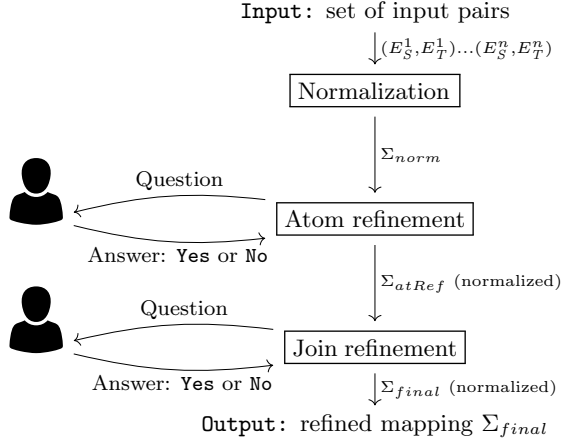 Input: set of input pairs
(E_S^1, E_T^1)...(E_S^n, E_T^n)
Normalization
Σ_norm
Question
Atom refinement
Answer: Yes or No
Σ_atRef (normalized)
Question
Join refinement
Answer: Yes or No
Σ_final (normalized)
Output: refined mapping Σ_final